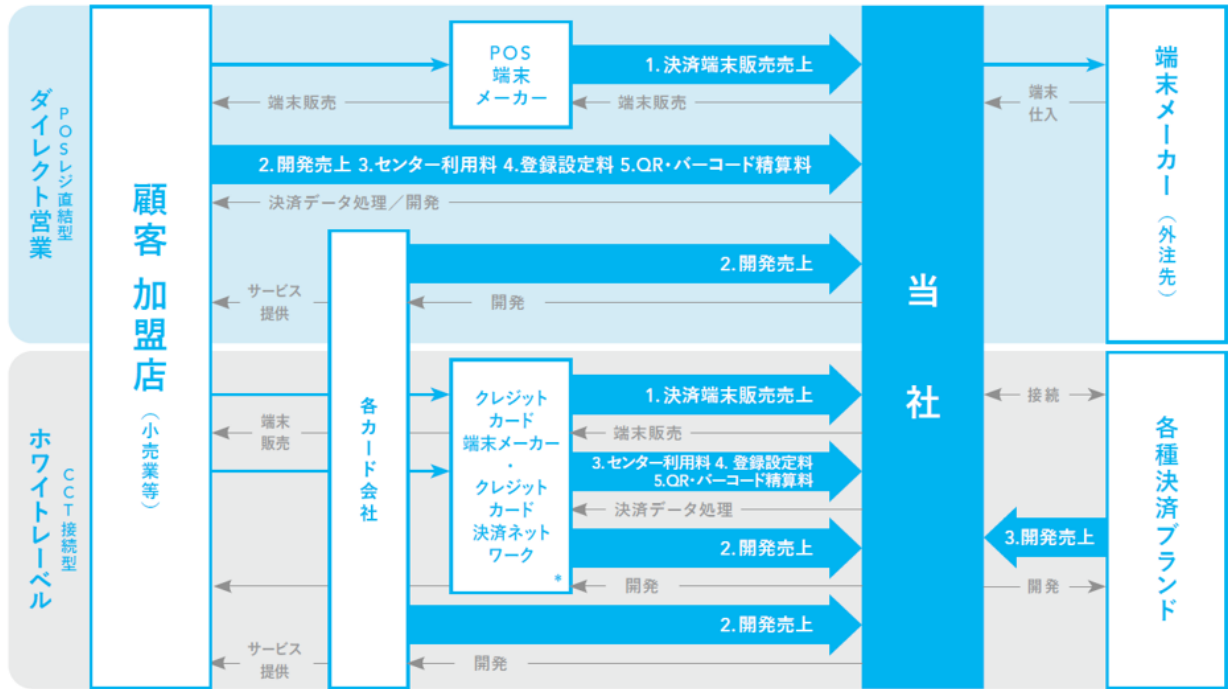 ダイレクト営業
POSレジ直結型
顧客 加盟店
（小売業等）
POS
端末
メーカー
1.決済端末販売売上
端末販売
端末販売
2.開発売上 3.センター利用料 4.登録設定料 5.QR・バーコード精算料
決済データ処理／開発
2.開発売上
サービス
提供
開発
当社
端末
仕入
端末メーカー
（外注先）
ホワイトレーベル
CCT接続型
各カード会社
クレジット
カード
端末メーカー
・
クレジット
カード
決済ネット
ワーク
*
1.決済端末販売売上
端末
販売
端末販売
3.センター利用料 4. 登録設定料
5.QR・バーコード精算料
決済データ処理
2.開発売上
開発
2.開発売上
サービス
提供
開発
接続
3.開発売上
開発
各種決済ブランド